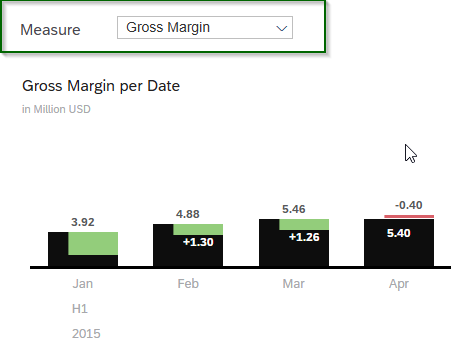 Measure Gross Margin
Gross Margin per Date
in Million USD
3.92 4.88 5.46 -0.40
+1.30 +1.26 5.40
Jan Feb Mar Apr
H1
2015